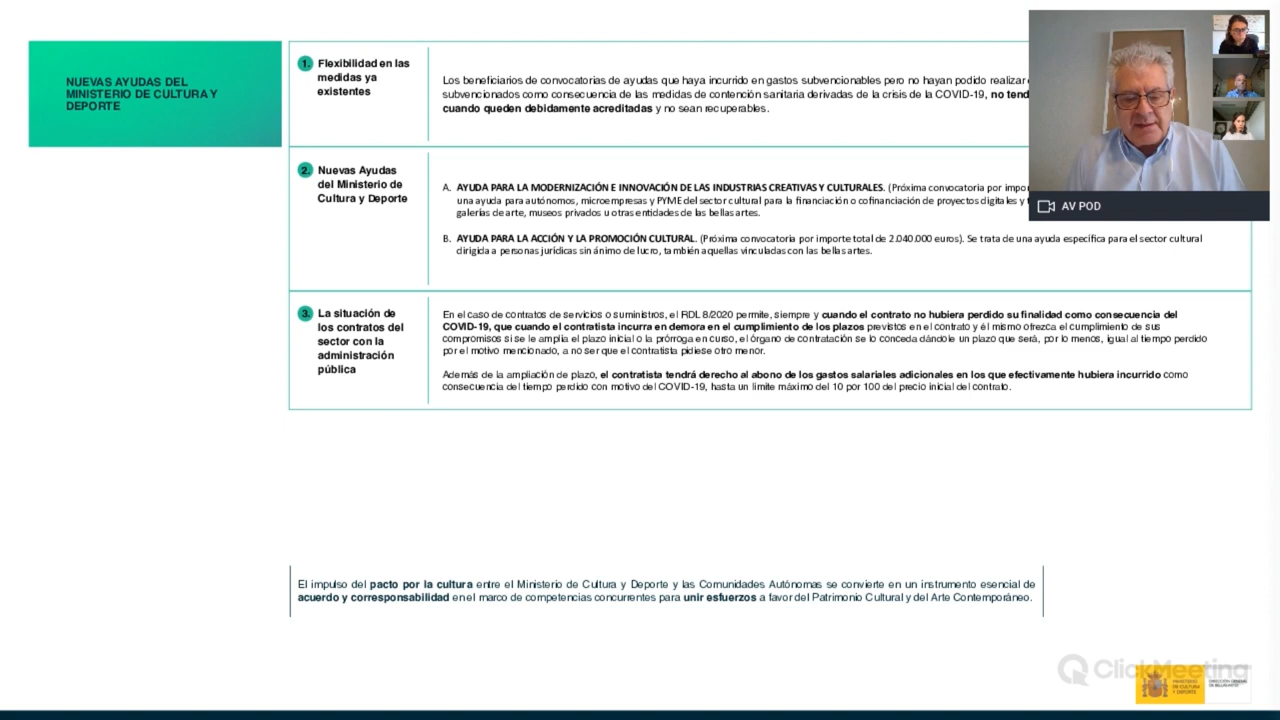 NUEVAS AYUDAS DEL
MINISTERIO DE CULTURA Y
DEPORTE
1. Flexibilidad en las
medidas ya
existentes
Los beneficiarios de convocatorias de ayudas que haya incurrido en gastos subvencionables pero no hayan podido realizar
subvencionados como consecuencia de las medidas de contención sanitaria derivadas de la crisis de la COVID-19, no tend
cuando queden debidamente acreditadas y no sean recuperables.
2. Nuevas Ayudas
del Ministerio de
Cultura y Deporte
A. AYUDA PARA LA MODERNIZACIÓN E INNOVACIÓN DE LAS INDUSTRIAS CREATIVAS Y CULTURALES. (Próxima convocatoria por impor
una ayuda para autónomos, microempresas y PYME del sector cultural para la financiación o cofinanciación de proyectos digitales y
galerías de arte, museos privados u otras entidades de las bellas artes.
B. AYUDA PARA LA ACCIÓN Y LA PROMOCIÓN CULTURAL. (Próxima convocatoria por importe total de 2.040.000 euros). Se trata de una ayuda específica para el sector cultural
dirigida a personas jurídicas sin ánimo de lucro, también aquellas vinculadas con las bellas artes.
3. La situación de
los contratos del
sector con la
administración
pública
En el caso de contratos de servicios o suministros, el RDL 8/2020 permite, siempre y cuando el contrato no hubiera perdido su finalidad como consecuencia del
COVID-19, que cuando el contratista incurra en demora en el cumplimiento de los plazos previstos en el contrato y él mismo ofrezca el cumplimiento de sus
compromisos si se le amplia el plazo inicial o la prórroga en curso, el órgano de contratación se lo conceda dándole un plazo que será, por lo menos, igual al tiempo perdido
por el motivo mencionado, a no ser que el contratista pidiese otro menor.
Además de la ampliación de plazo, el contratista tendrá derecho al abono de los gastos salariales adicionales en los que efectivamente hubiera incurrido como
consecuencia del tiempo perdido con motivo del COVID-19, hasta un límite máximo del 10 por 100 del precio inicial del contrato.
El impulso del pacto por la cultura entre el Ministerio de Cultura y Deporte y las Comunidades Autónomas se convierte en un instrumento esencial de
acuerdo y corresponsabilidad en el marco de competencias concurrentes para unir esfuerzos a favor del Patrimonio Cultural y del Arte Contemporáneo.
AV POD
ClickMeeting
MINISTERIO
DE CULTURA
Y DEPORTE
DIRECCIÓN GENERAL
DE BELLAS ARTES